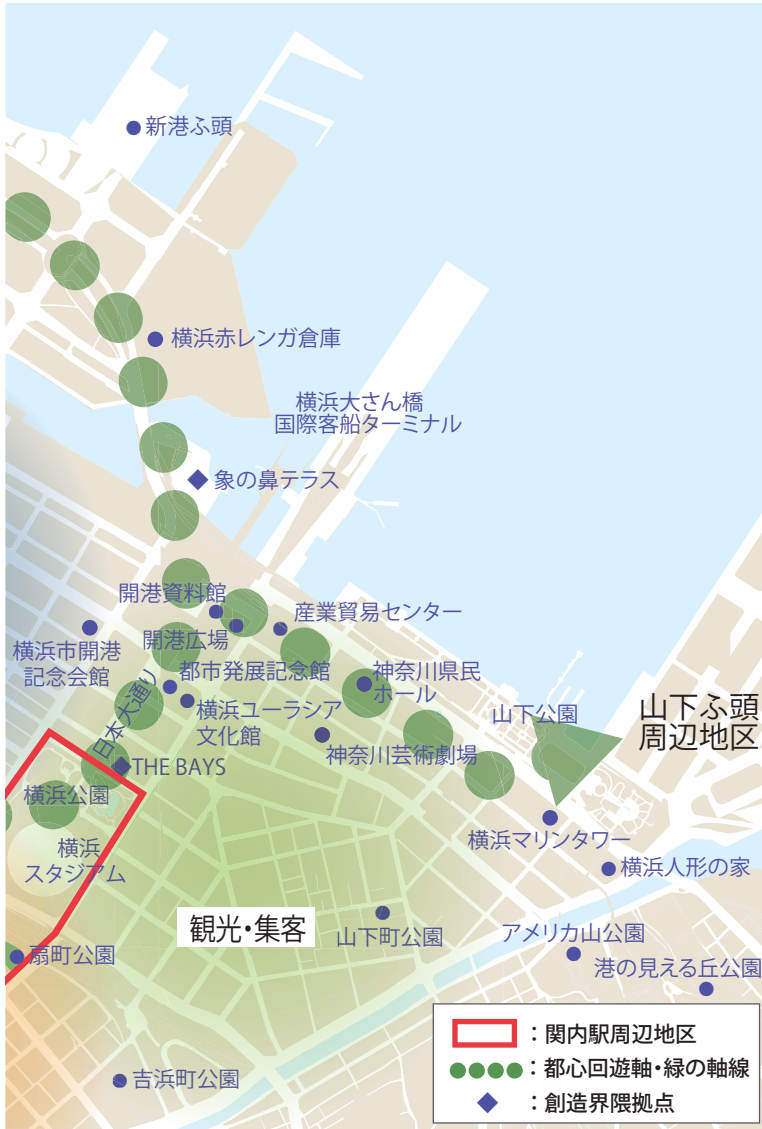 新港ふ頭
横浜赤レンガ倉庫
横浜大さん橋
国際客船ターミナル
象の鼻テラス
開港資料館
産業貿易センター
開港広場
横浜市開港
記念会館
都市発展記念館
神奈川県民
ホール
日本大通り
横浜ユーラシア
文化館
神奈川芸術劇場
山下公園
山下ふ頭
周辺地区
THE BAYS
横浜公園
横浜マリンタワー
横浜
スタジアム
横浜人形の家
観光・集客
山下町公園
アメリカ山公園
扇町公園
港の見える丘公園
吉浜町公園
：関内駅周辺地区
：都心回遊軸・緑の軸線
：創造界隈拠点